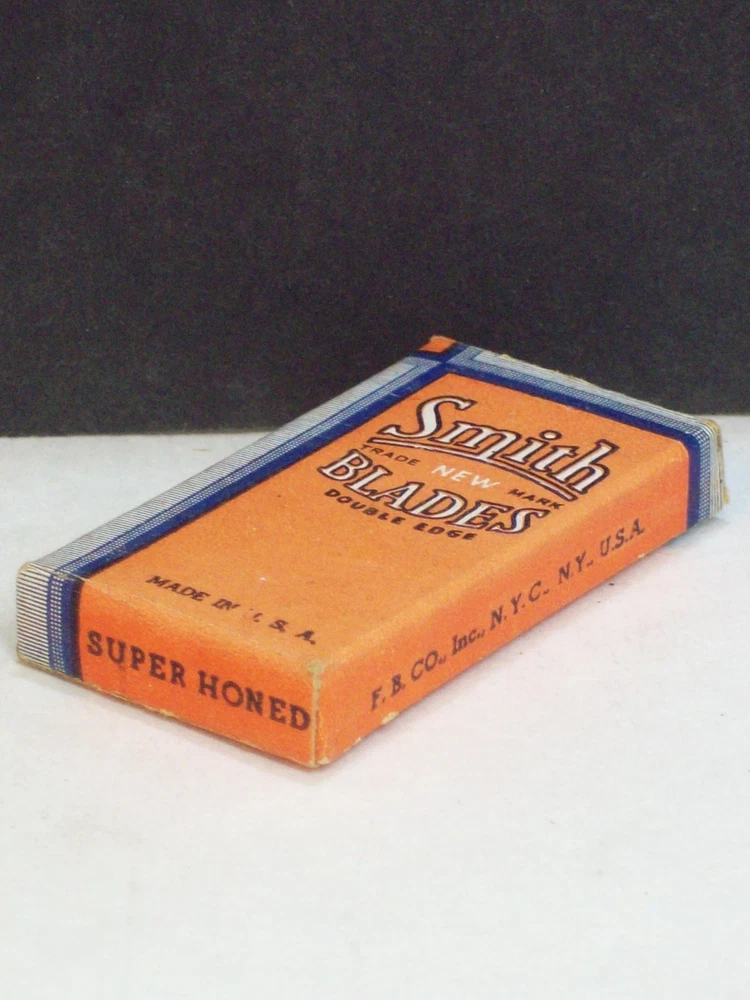 Smith
TRADE NEW MARK
BLADES
DOUBLE EDGE
MADE IN U. S. A.
SUPER HONED
F. B. CO., Inc., N. Y. C., N.Y., U.S.A.